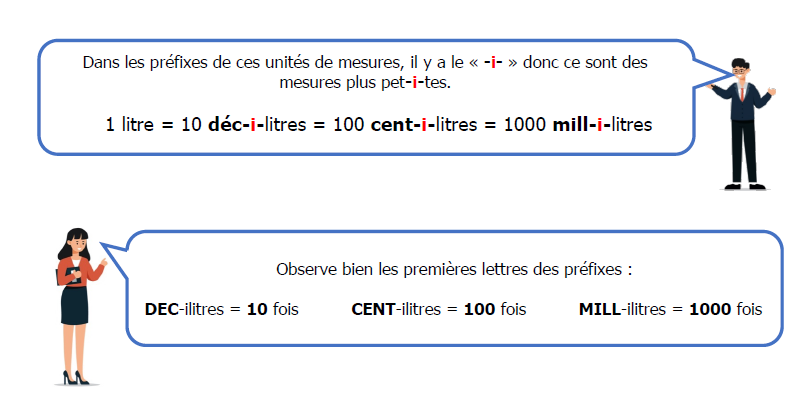 Dans les préfixes de ces unités de mesures, il y a le « -i- » donc ce sont des
mesures plus pet-i-tes.
1 litre = 10 déc-i-litres = 100 cent-i-litres = 1000 mill-i-litres
Observe bien les premières lettres des préfixes :
DEC-ilitres = 10 fois CENT-ilitres = 100 fois MILL-ilitres = 1000 fois